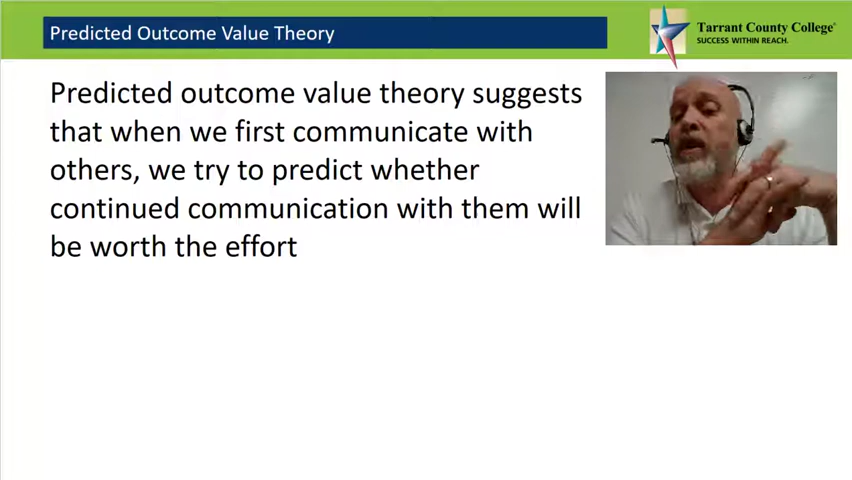 Predicted Outcome Value Theory
Tarrant County College®
SUCCESS WITHIN REACH.
Predicted outcome value theory suggests
that when we first communicate with
others, we try to predict whether
continued communication with them will
be worth the effort